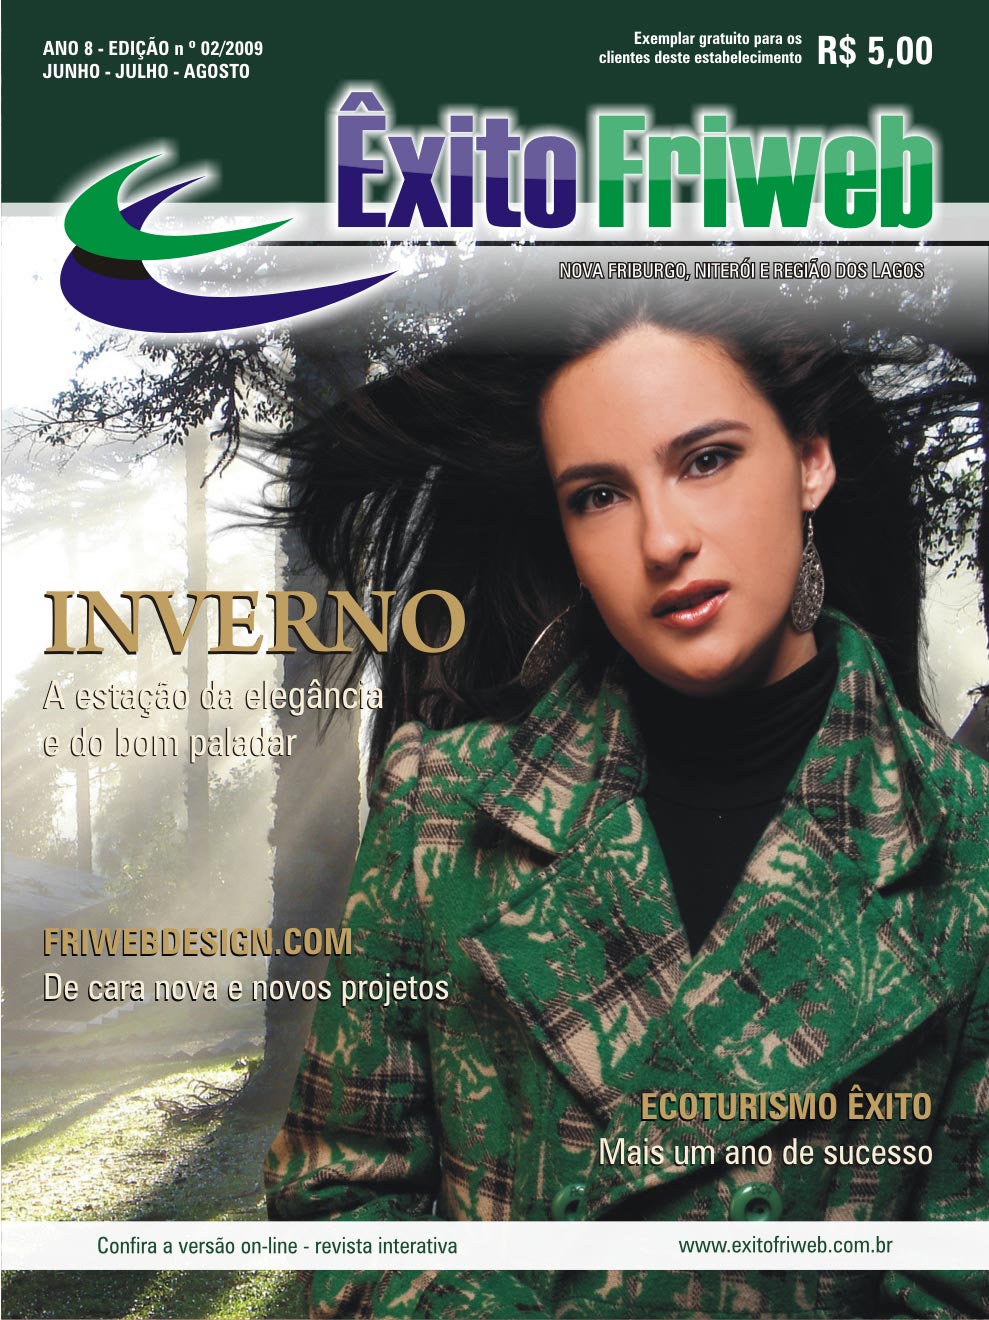 ANO 8 - EDIÇÃO n º 02/2009
JUNHO - JULHO - AGOSTO
Exemplar gratuito para os
clientes deste estabelecimento
R$ 5,00
Êxito Friweb
NOVA FRIBURGO, NITERÓI E REGIÃO DOS LAGOS
INVERNO
A estação da elegância
e do bom paladar
FRIWEBDESIGN.COM
De cara nova e novos projetos
ECOTURISMO ÊXITO
Mais um ano de sucesso
Confira a versão on-line - revista interativa
www.exitofriweb.com.br